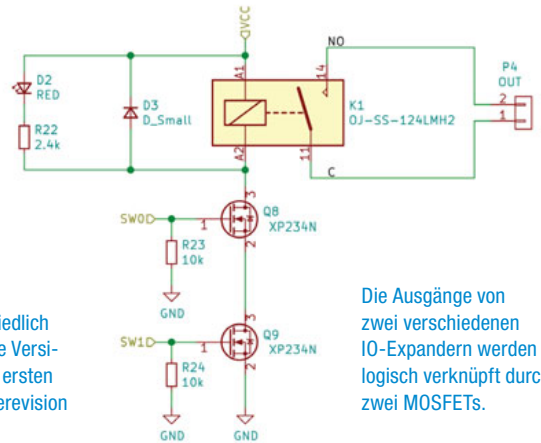 VCC
NO
D2
RED
D3
D_Small
R22
2.4k
A1
14
K1
OJ-SS-124LMH2
A2
11
C
P4
OUT
2
1
3
SW0
1
Q8
XP234N
2
R23
10k
GND
3
SW1
1
Q9
XP234N
2
R24
10k
GND
GND
iedlich
e Versi-
ersten
erevision
Die Ausgänge von
zwei verschiedenen
IO-Expandern werden
logisch verknüpft durc
zwei MOSFETs.